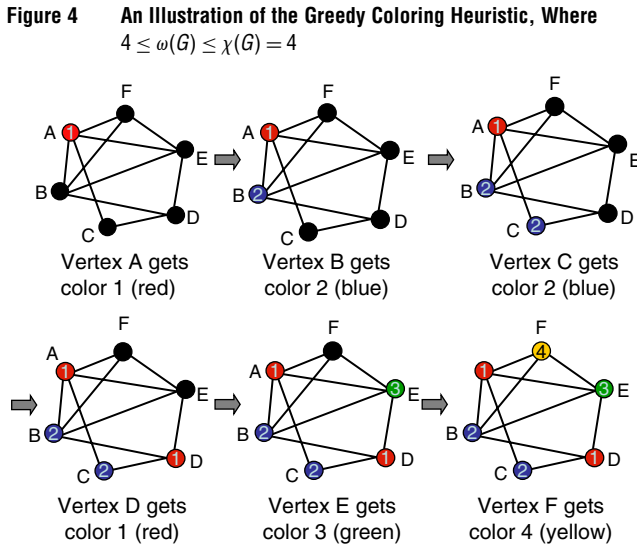 Figure 4 An Illustration of the Greedy Coloring Heuristic, Where
4 ≤ ω(G) ≤ χ(G) = 4
F
A 1
E
B
D
C
Vertex A gets
color 1 (red)
F
A 1
E
B 2
D
C
Vertex B gets
color 2 (blue)
F
A 1
E
B 2
D
C 2
Vertex C gets
color 2 (blue)
F
A 1
E
B 2
1 D
C 2
Vertex D gets
color 1 (red)
F
A 1
3 E
B 2
1 D
C 2
Vertex E gets
color 3 (green)
F
4
A 1
3 E
B 2
1 D
C 2
Vertex F gets
color 4 (yellow)